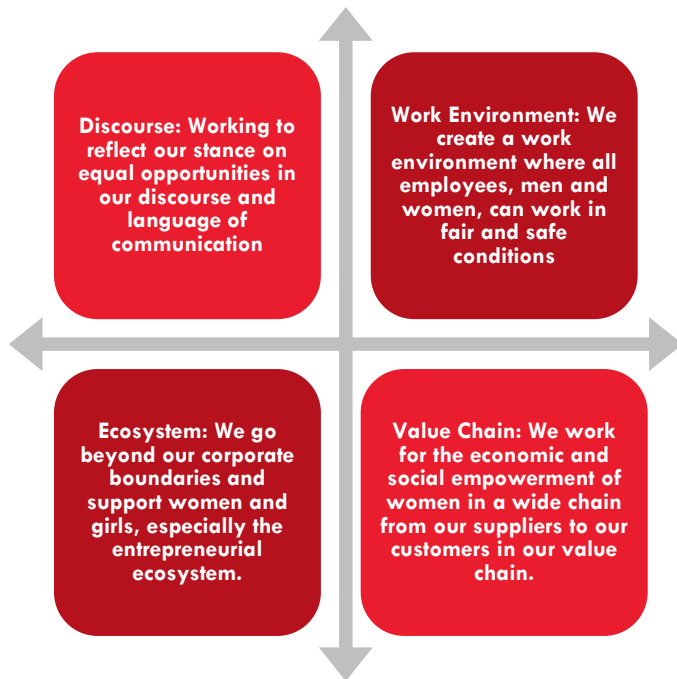 Discourse: Working to
reflect our stance on
equal opportunities in
our discourse and
language of
communication
Work Environment: We
create a work
environment where all
employees, men and
women, can work in
fair and safe
conditions
Ecosystem: We go
beyond our corporate
boundaries and
support women and
girls, especially the
entrepreneurial
ecosystem.
Value Chain: We work
for the economic and
social empowerment of
women in a wide chain
from our suppliers to our
customers in our value
chain.